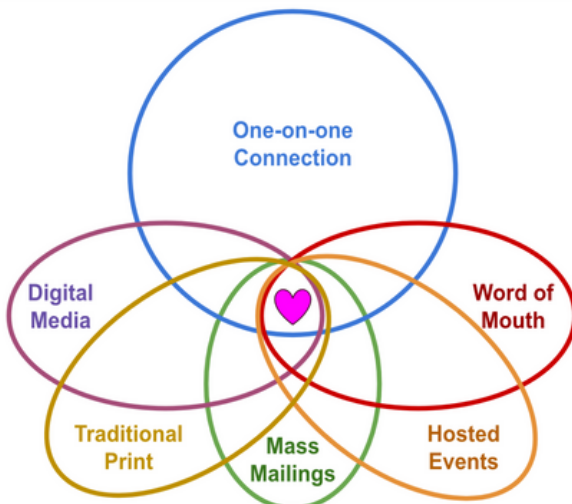 One-on-one
Connection
Digital
Media
Word of
Mouth
Traditional
Print
Mass
Mailings
Hosted
Events